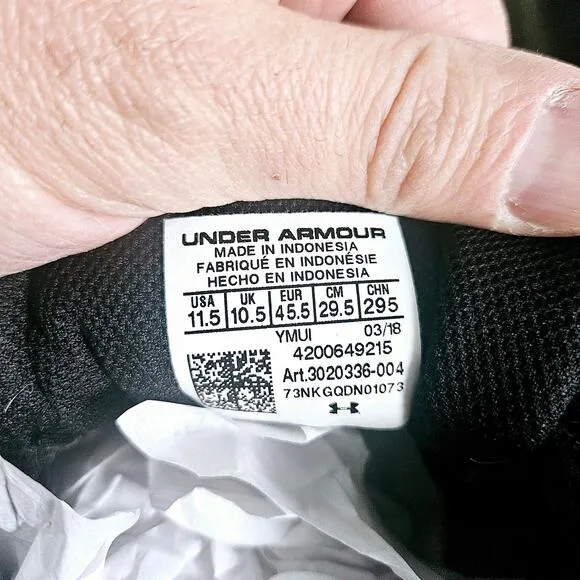 UNDER ARMOUR
MADE IN INDONESIA
FABRIQUÉ EN INDONÉSIE
HECHO EN INDONESIA
USA UK EUR CM CHN
11.5 10.5 45.5 29.5 295
YMUI 03/18
4200649215
Art.3020336-004
73NKGQDN01073